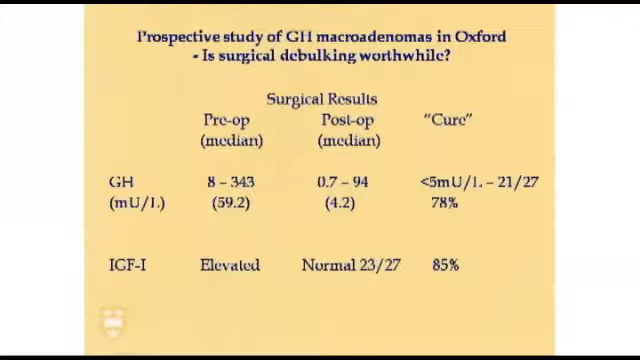 Prospective study of GH macroadenomas in Oxford
- Is surgical debulking worthwhile?
Surgical Results
Pre-op Post-op "Cure"
(median) (median)
GH 8 – 343 0.7 – 94 <5mU/L – 21/27
(mU/L) (59.2) (4.2) 78%
IGF-I Elevated Normal 23/27 85%